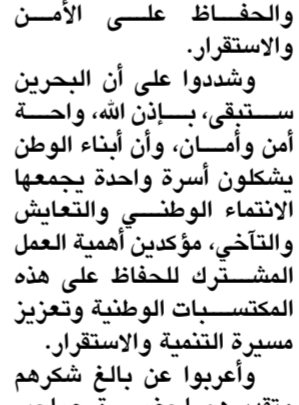 والحفاظ على الأمن
والاستقرار.
وشددوا على أن البحرين
ستبقى، بإذن الله، واحة
أمن وأمان، وأن أبناء الوطن
يشكلون أسرة واحدة يجمعها
الانتماء الوطني والتعايش
والتآخي، مؤكدين أهمية العمل
المشترك للحفاظ على هذه
المكتسبات الوطنية وتعزيز
مسيرة التنمية والاستقرار.
وأعربوا عن بالغ شكرهم